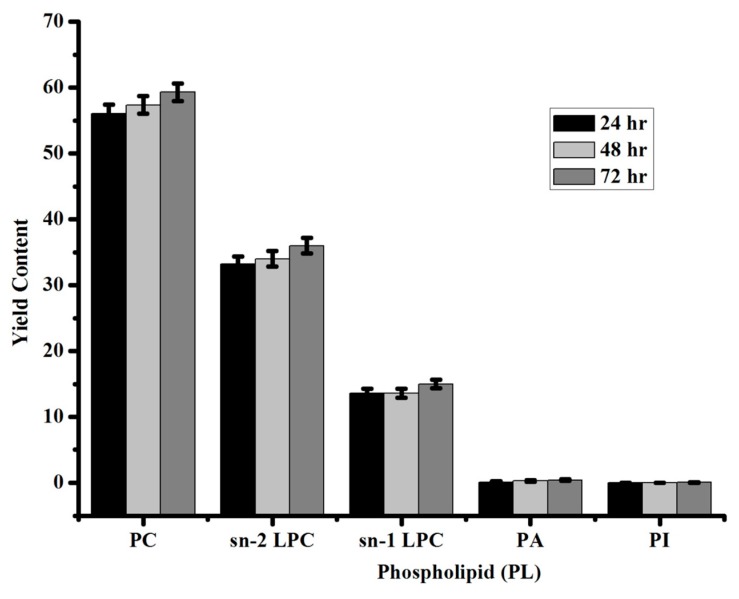 70
60
50
40
30
20
10
0
Yield Content
24 hr
48 hr
72 hr
PC
sn-2 LPC
sn-1 LPC
PA
PI
Phospholipid (PL)